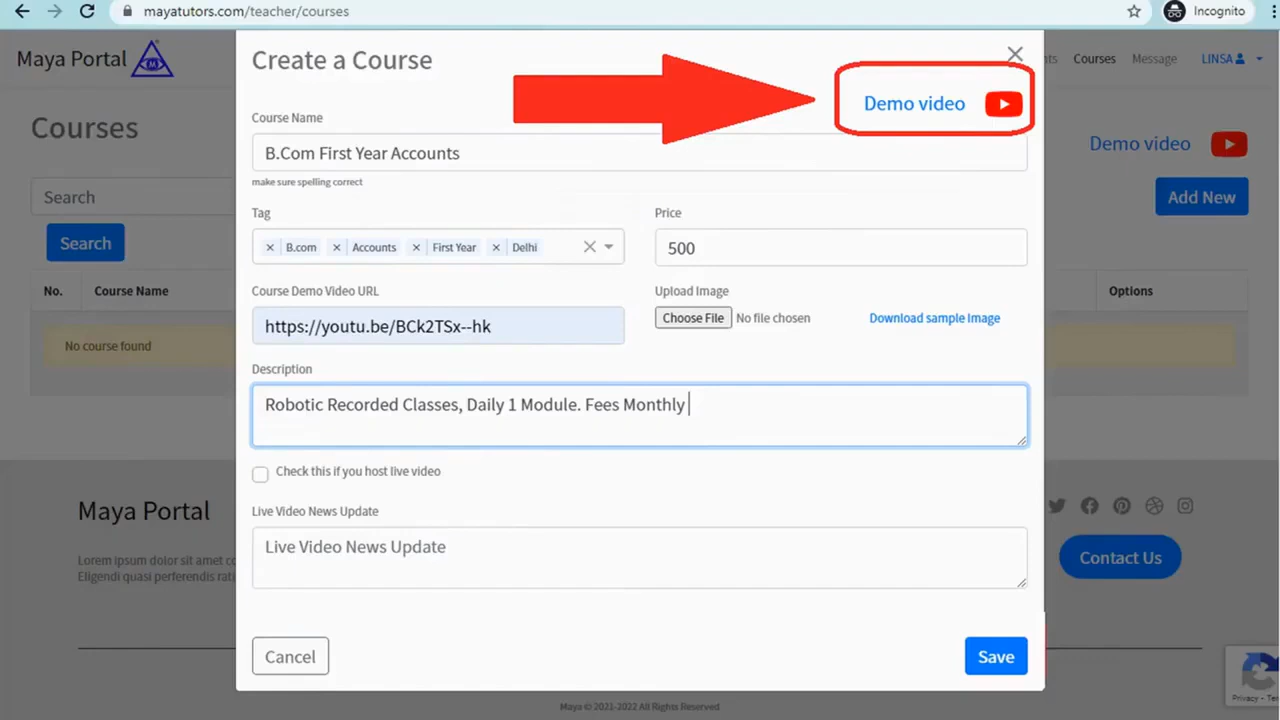 mayatutors.com/teacher/courses
Incognito
Maya Portal
Courses
Message
LINSA
Create a Course
Demo video
Courses
Demo video
Course Name
B.Com First Year Accounts
make sure spelling correct
Search
Add New
Tag
Price
× B.com × Accounts × First Year × Delhi
500
Search
No.
Course Name
Options
Course Demo Video URL
Upload Image
https://youtu.be/BCk2TSx--hk
Choose File No file chosen
Download sample Image
No course found
Description
Robotic Recorded Classes, Daily 1 Module. Fees Monthly
Check this if you host live video
Maya Portal
Live Video News Update
Live Video News Update
Lorem ipsum dolor sit amet
Eligendi quasi perferendis
Contact Us
Cancel
Save
Privacy
Maya © 2021-2022 All Rights Reserved